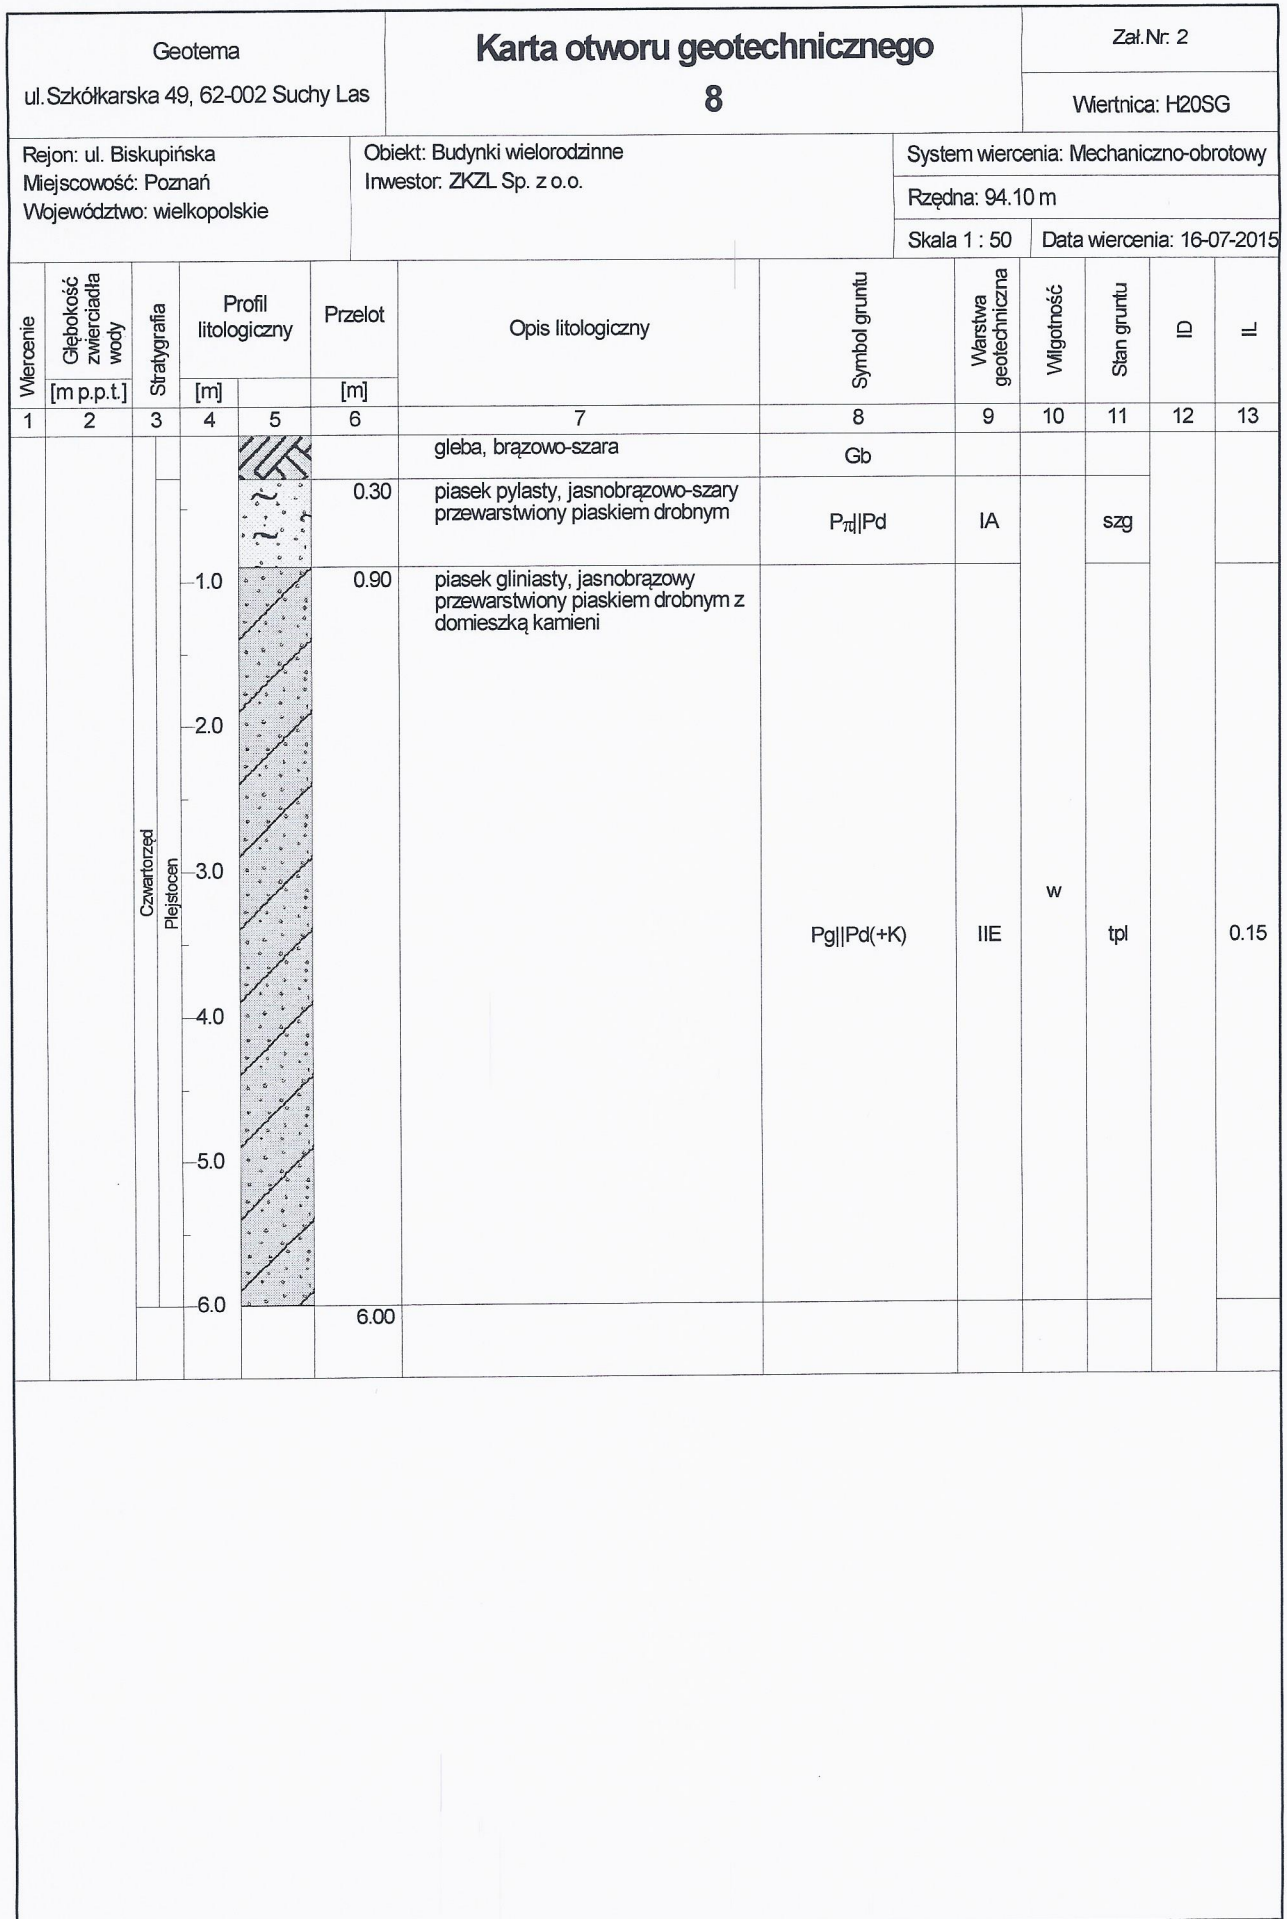 Geotema
ul. Szkółkarska 49, 62-002 Suchy Las
Karta otworu geotechnicznego
8
Zał.Nr: 2
Wiertnica: H20SG
Rejon: ul. Biskupińska
Miejscowość: Poznań
Województwo: wielkopolskie
Obiekt: Budynki wielorodzinne
Inwestor: ZKZL Sp. z o.o.
System wiercenia: Mechaniczno-obrotowy
Rzędna: 94.10 m
Skala 1 : 50
Data wiercenia: 16-07-2015
Wiercenie
Głębokość
zwierciadła
wody
[m p.p.t.]
Stratygrafia
Profil
litologiczny
[m]
Przelot
[m]
Opis litologiczny
Symbol gruntu
Warstwa
geotechniczna
Wilgotność
Stan gruntu
ID
IL
1 2 3 4 5 6 7 8 9 10 11 12 13
gleba, brązowo-szara
Gb
0.30
piasek pylasty, jasnobrązowo-szary
przewarstwiony piaskiem drobnym
Pπ||Pd
IA
szg
1.0
0.90
piasek gliniasty, jasnobrązowy
przewarstwiony piaskiem drobnym z
domieszką kamieni
2.0
Czwartorzęd
Plejstocen
3.0
w
Pg||Pd(+K)
IIE
tpl
0.15
4.0
5.0
6.0
6.00